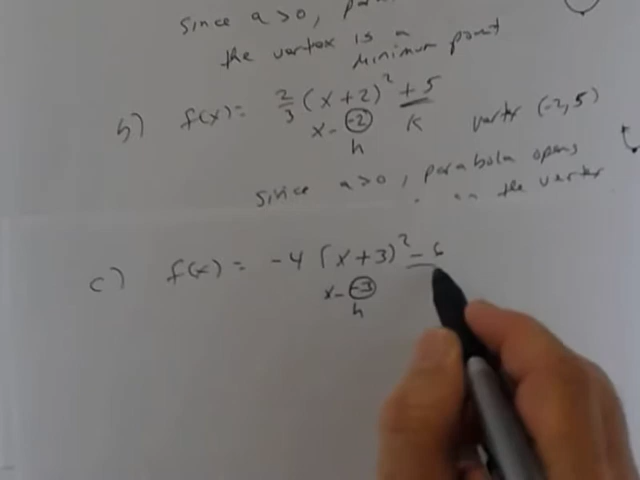 since a > 0, par
the vertex is a
minimum point
b) f(x) = 2/3 (x + 2)² + 5
x - -2 K vertex (-2, 5)
h
since a > 0, parabola opens
the vertex
c) f(x) = -4 (x + 3)² - 6
x - -3
h